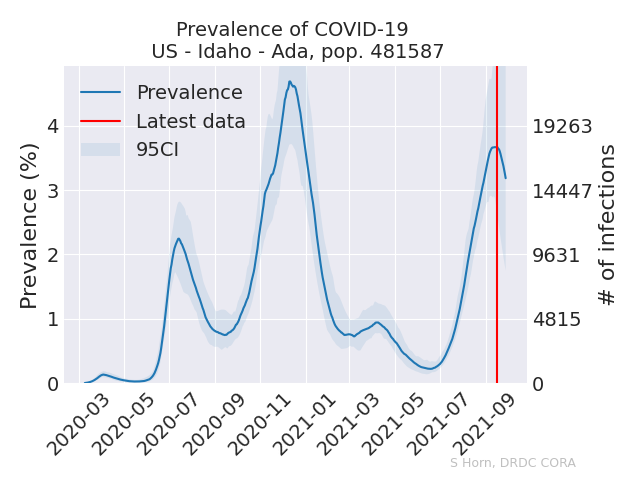 Prevalence of COVID-19
US - Idaho - Ada, pop. 481587
Prevalence
Latest data
95CI
Prevalence (%)
4
3
2
1
0
19263
14447
9631
4815
0
# of infections
2020-03
2020-05
2020-07
2020-09
2020-11
2021-01
2021-03
2021-05
2021-07
2021-09
S Horn, DRDC CORA